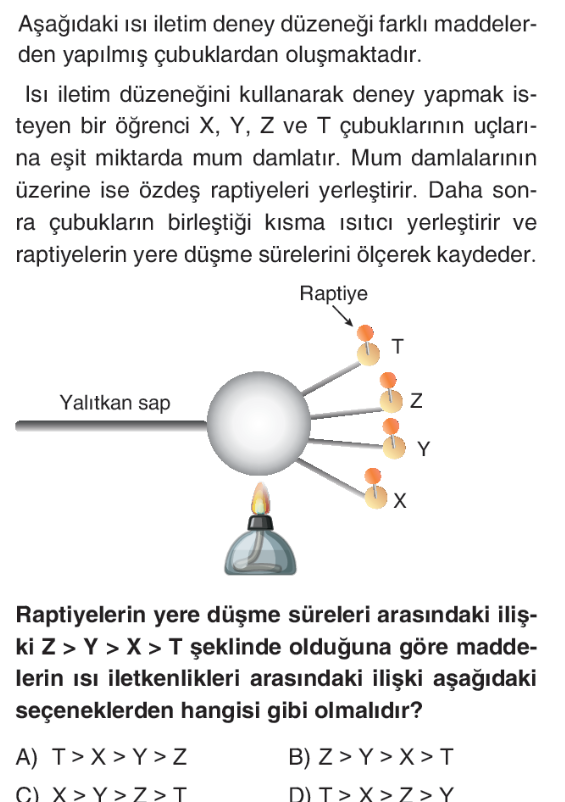 Aşağıdaki ısı iletim deney düzeneği farklı maddeler-
den yapılmış çubuklardan oluşmaktadır.
Isı iletim düzeneğini kullanarak deney yapmak is-
teyen bir öğrenci X, Y, Z ve T çubuklarının uçları-
na eşit miktarda mum damlatır. Mum damlalarının
üzerine ise özdeş raptiyeleri yerleştirir. Daha son-
ra çubukların birleştiği kısma ısıtıcı yerleştirir ve
raptiyelerin yere düşme sürelerini ölçerek kaydeder.
Raptiye
T
Yalıtkan sap
Z
Y
X
Raptiyelerin yere düşme süreleri arasındaki iliş-
ki Z > Y > X > T şeklinde olduğuna göre madde-
lerin ısı iletkenlikleri arasındaki ilişki aşağıdaki
seçeneklerden hangisi gibi olmalıdır?
A) T > X > Y > Z
B) Z > Y > X > T
C) X > Y > Z > T
D) T > X > Z > Y